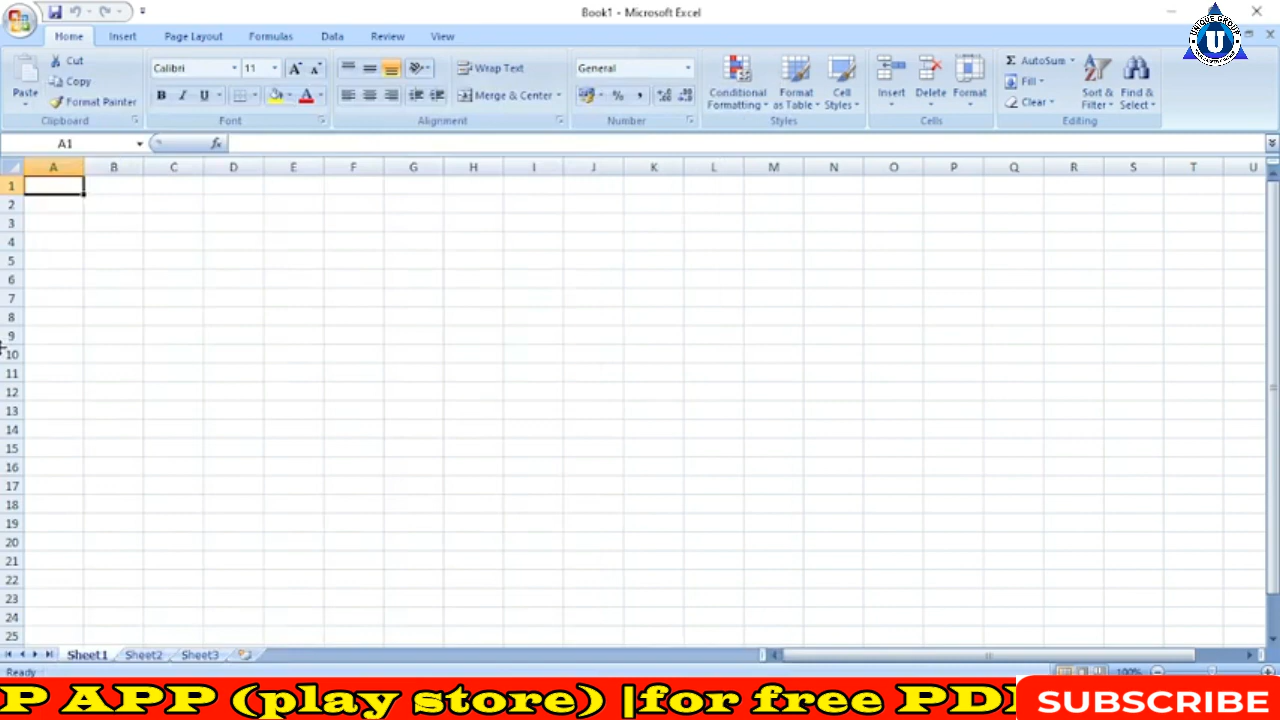 Book1 - Microsoft Excel
Home Insert Page Layout Formulas Data Review View
UNIQUE GROUP
U
Paste
Cut
Copy
Format Painter
Clipboard
Calibri 11
B I U
Font
Wrap Text
Merge & Center
Alignment
General
Number
Conditional Formatting
Format as Table
Cell Styles
Styles
Insert Delete Format
Cells
AutoSum
Fill
Clear
Sort & Filter
Find & Select
Editing
A1 fx
A B C D E F G H I J K L M N O P Q R S T U
1
2
3
4
5
6
7
8
9
10
11
12
13
14
15
16
17
18
19
20
21
22
23
24
25
Sheet1 Sheet2 Sheet3
Ready 100%
P APP (play store) |for free PD
SUBSCRIBE